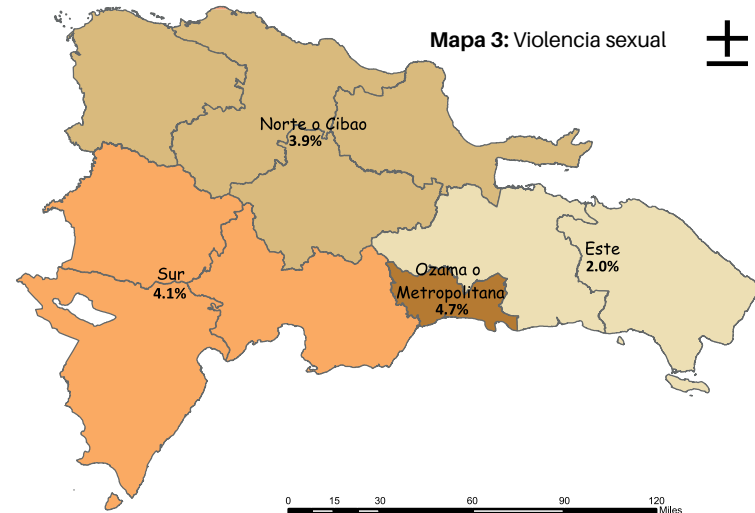 Mapa 3: Violencia sexual
Norte o Cibao
3.9%
Este
2.0%
Sur
4.1%
Ozama o
Metropolitana
4.7%
0 15 30 60 90 120
Miles